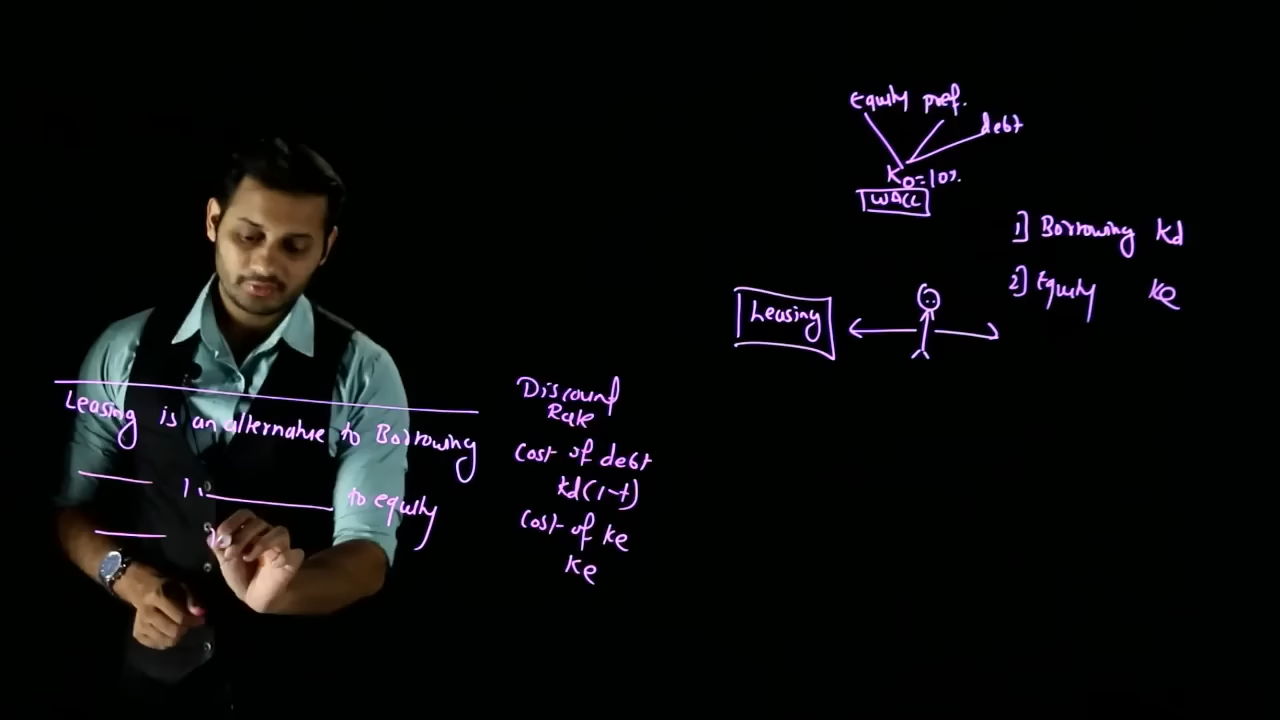 Equity pref.
debt
Ko=10%.
WACC
1] Borrowing Kd
2] Equity Ke
Leasing
Discount
Rate
Leasing is an alternative to Borrowing
Cost of debt
Kd(1-t)
to equity
Cost of Ke
Ke